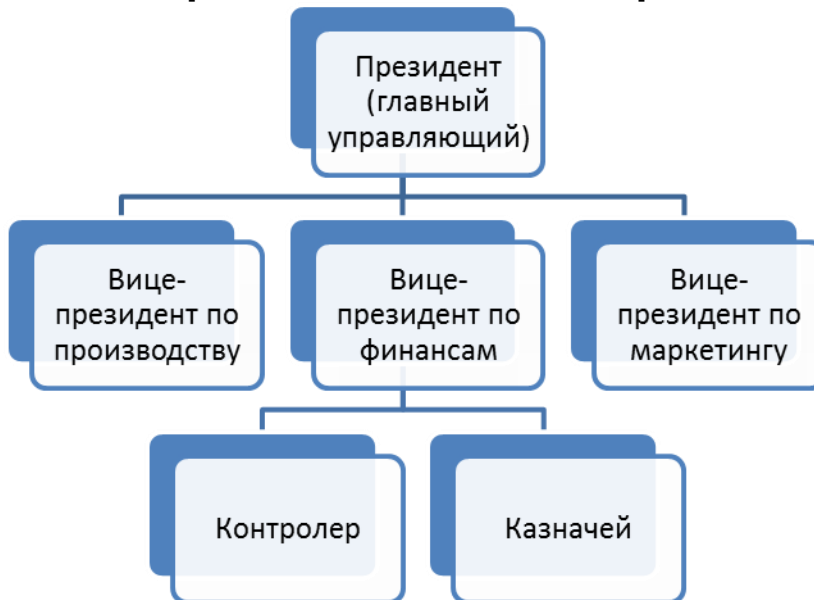 Президент
(главный
управляющий)
Вице-
президент по
производству
Вице-
президент по
финансам
Вице-
президент по
маркетингу
Контролер
Казначей